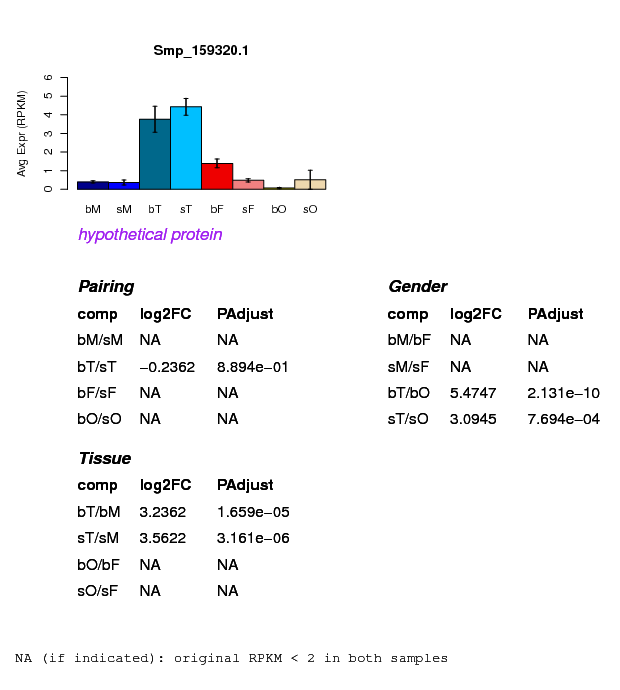 Smp_159320.1
Avg Expr (RPKM)
6
5
4
3
2
1
0
bM sM bT sT bF sF bO sO
hypothetical protein
Pairing
comp log2FC PAdjust
bM/sM NA NA
bT/sT −0.2362 8.894e−01
bF/sF NA NA
bO/sO NA NA
Gender
comp log2FC PAdjust
bM/bF NA NA
sM/sF NA NA
bT/bO 5.4747 2.131e−10
sT/sO 3.0945 7.694e−04
Tissue
comp log2FC PAdjust
bT/bM 3.2362 1.659e−05
sT/sM 3.5622 3.161e−06
bO/bF NA NA
sO/sF NA NA
NA (if indicated): original RPKM < 2 in both samples